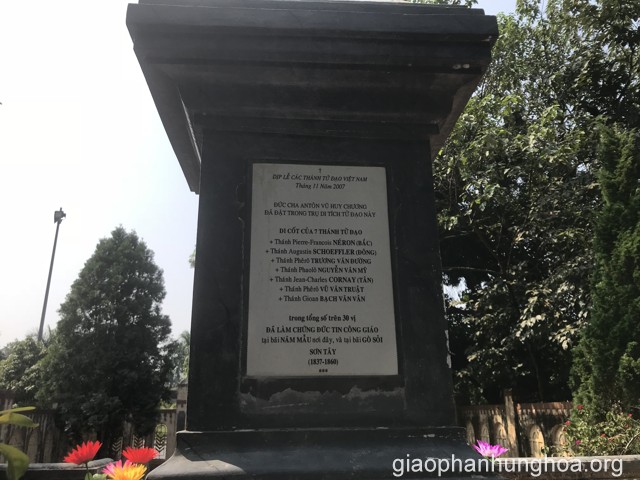 DỊP LỄ CÁC THÁNH TỬ ĐẠO VIỆT NAM
Tháng 11 Năm 2007
ĐỨC CHA ANTÔN VŨ HUY CHƯƠNG
ĐÃ ĐẶT TRONG TRỤ DI TÍCH TỬ ĐẠO NÀY
DI CỐT CỦA 7 THÁNH TỬ ĐẠO
+ Thánh Pierre-Francois NÉRON (BẮC)
+ Thánh Augustin SCHOEFFLER (ĐÔNG)
+ Thánh Phêrô TRƯƠNG VĂN ĐƯỜNG
+ Thánh Phaolô NGUYỄN VĂN MỸ
+ Thánh Jean-Charles CORNAY (TÂN)
+ Thánh Phêrô VŨ VĂN TRUẬT
+ Thánh Gioan BẠCH VĂN VÂN
trong tổng số trên 30 vị
ĐÃ LÀM CHỨNG ĐỨC TIN CÔNG GIÁO
tại bãi NĂM MẪU nơi đây, và tại bãi GÒ SỎI
SƠN TÂY
(1837-1860)
***
giaophanhunghoa.org